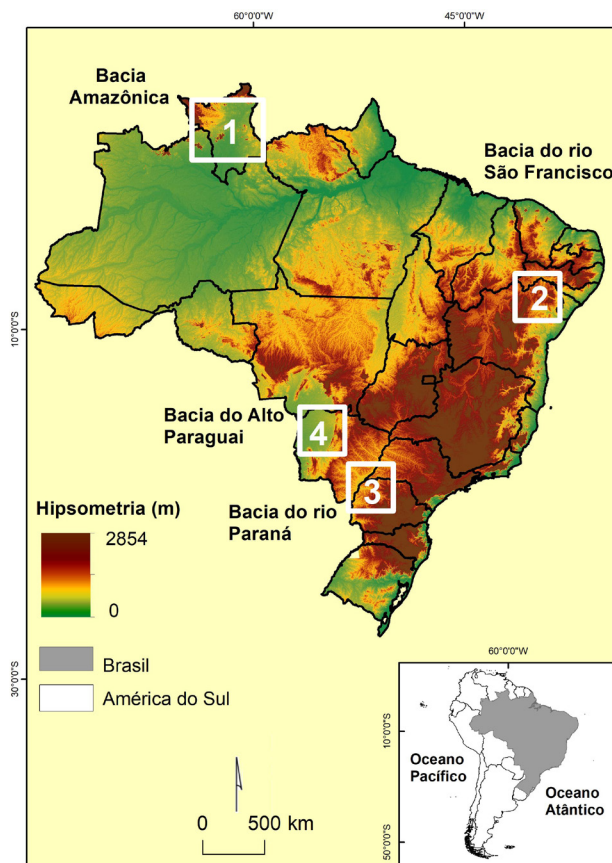 60°0'0"W
45°0'0"W
Bacia
Amazônica
1
Bacia do rio
São Francisco
2
10°0'0"S
Bacia do Alto
Paraguai
4
3
Bacia do rio
Paraná
Hipsometria (m)
2854
0
Brasil
América do Sul
30°0'0"S
0
500 km
60°0'0"W
10°0'0"S
Oceano
Pacífico
Oceano
Atântico
50°0'0"S